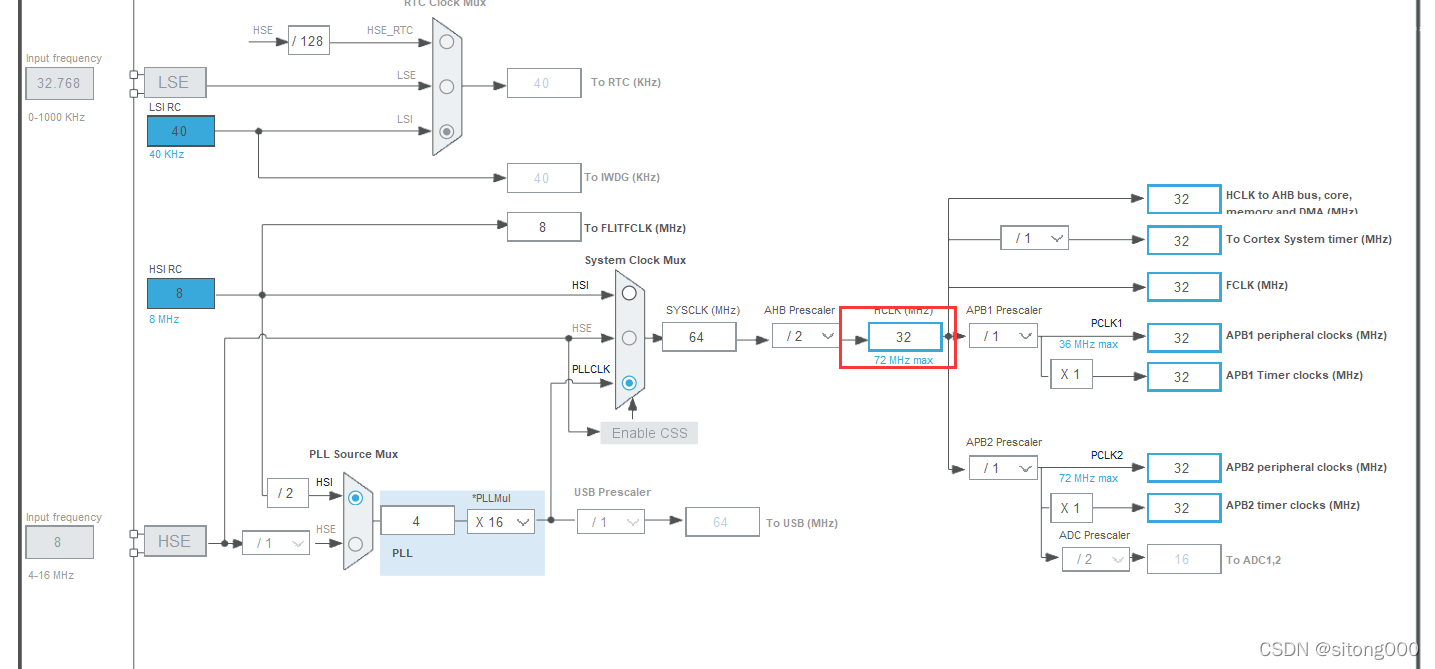 RTC Clock Mux
HSE
/ 128
HSE_RTC
Input frequency
32.768
0-1000 KHz
LSE
LSE
40
To RTC (KHz)
LSI RC
40
40 KHz
LSI
40
To IWDG (KHz)
8
To FLITFCLK (MHz)
HSI RC
8
8 MHz
System Clock Mux
HSI
HSE
PLLCLK
Enable CSS
SYSCLK (MHz)
64
AHB Prescaler
/ 2
HCLK (MHz)
32
72 MHz max
32
HCLK to AHB bus, core,
memory and DMA (MHz)
/ 1
32
To Cortex System timer (MHz)
32
FCLK (MHz)
APB1 Prescaler
/ 1
PCLK1
36 MHz max
32
APB1 peripheral clocks (MHz)
X 1
32
APB1 Timer clocks (MHz)
APB2 Prescaler
/ 1
PCLK2
72 MHz max
32
APB2 peripheral clocks (MHz)
X 1
32
APB2 timer clocks (MHz)
ADC Prescaler
/ 2
16
To ADC1,2
PLL Source Mux
/ 2
HSI
HSE
Input frequency
8
4-16 MHz
HSE
/ 1
4
*PLLMul
X 16
PLL
USB Prescaler
/ 1
64
To USB (MHz)
CSDN @sitong000